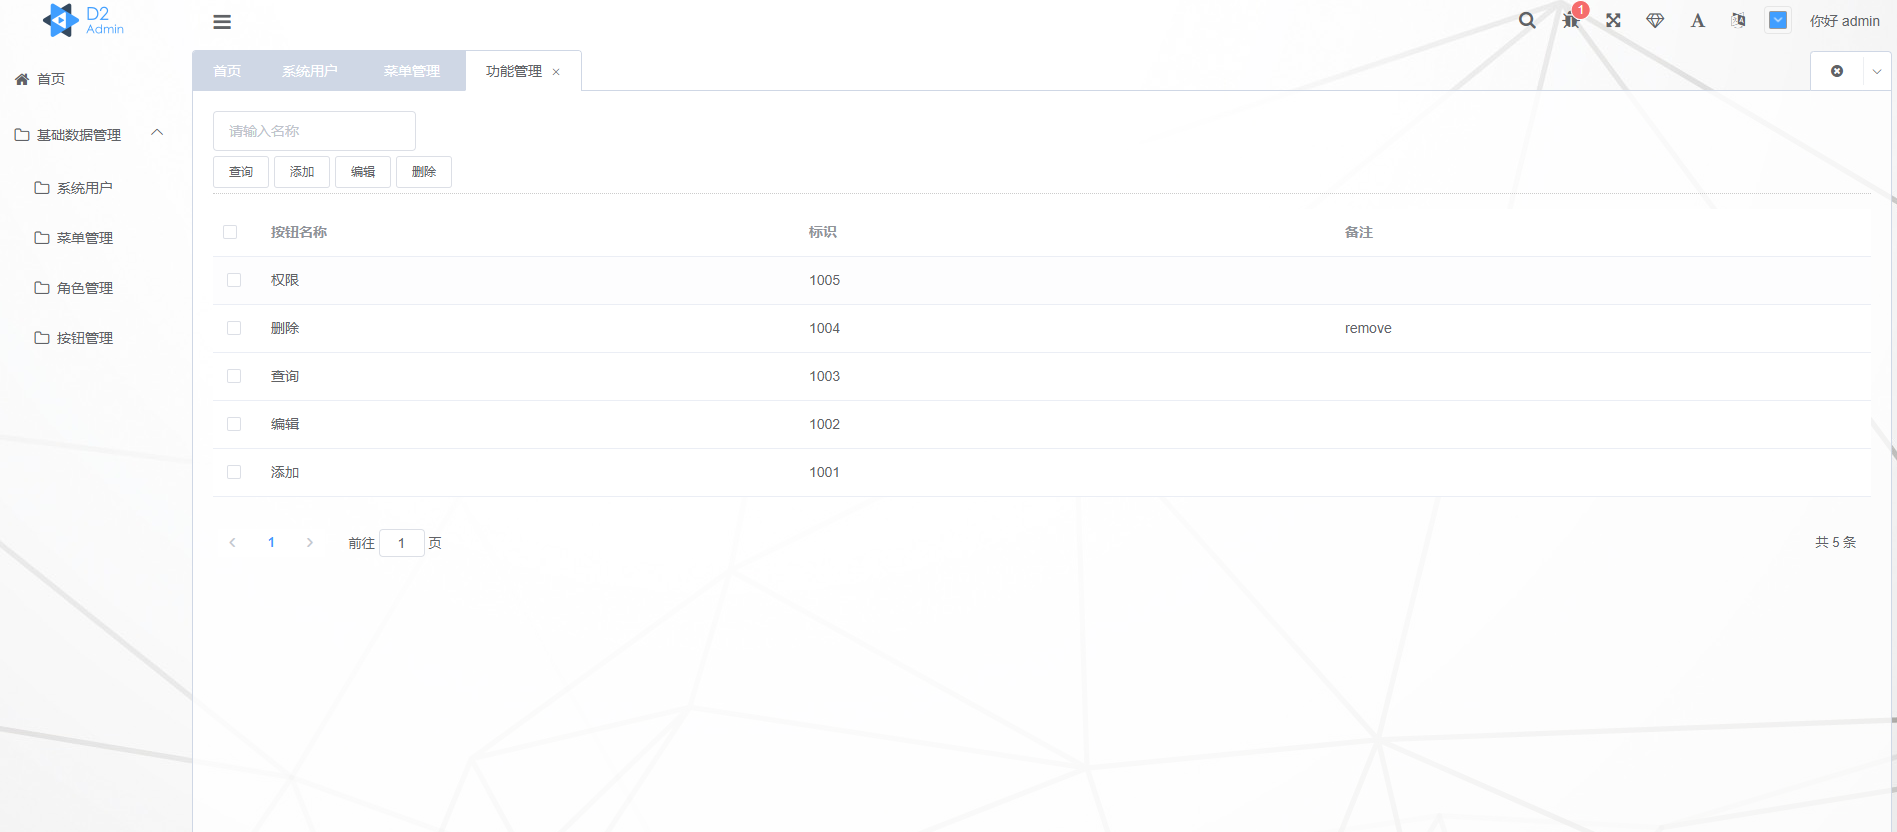 D2
Admin
1
你好 admin
首页
系统用户
菜单管理
功能管理
首页
基础数据管理
系统用户
菜单管理
角色管理
按钮管理
请输入名称
查询 添加 编辑 删除
按钮名称 标识 备注
权限 1005
删除 1004 remove
查询 1003
编辑 1002
添加 1001
1 前往 1 页 共 5 条